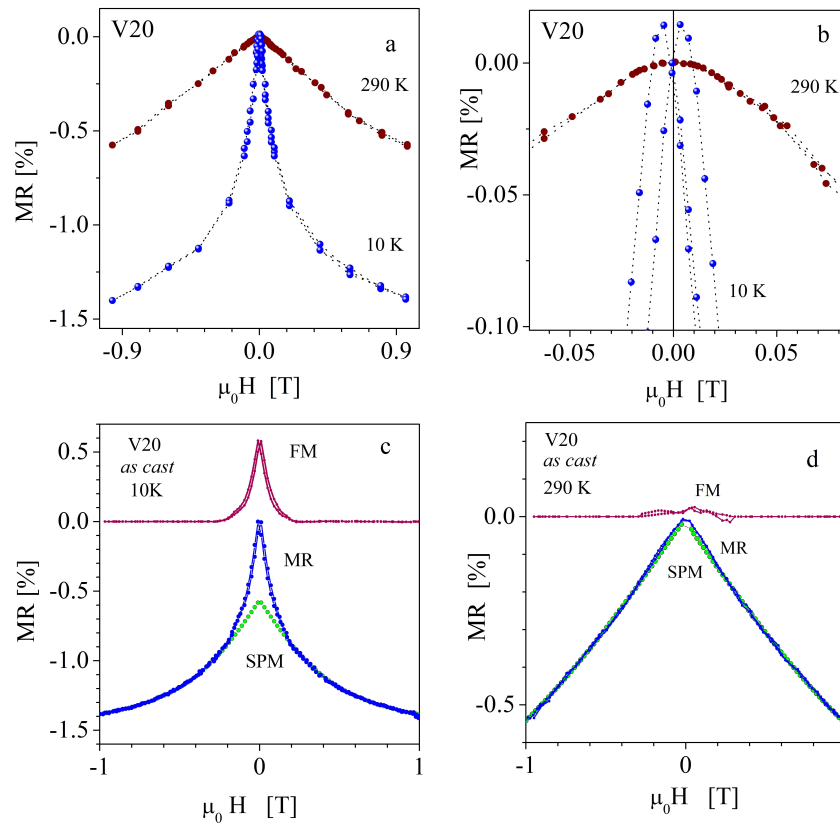 V20
a
290 K
10 K
MR [%]
0.0
-0.5
-1.0
-1.5
-0.9
0.0
0.9
μ₀H [T]
V20
b
290 K
10 K
MR [%]
0.00
-0.05
-0.10
-0.05
0.00
0.05
μ₀H [T]
V20
as cast
10K
c
FM
MR
SPM
MR [%]
0.5
0.0
-0.5
-1.0
-1.5
-1
0
1
μ₀ H [T]
V20
as cast
290 K
d
FM
MR
SPM
MR [%]
0.0
-0.5
-1
0
μ₀H [T]